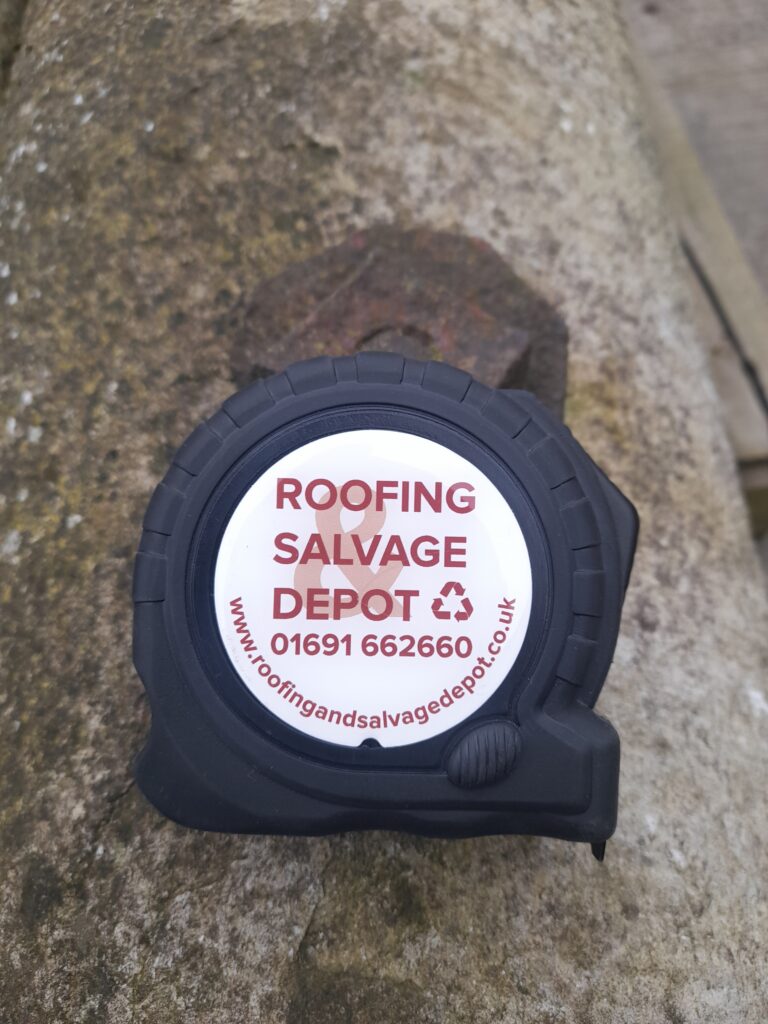 &
ROOFING
SALVAGE
DEPOT
01691 662660
www.roofingandsalvagedepot.co.uk